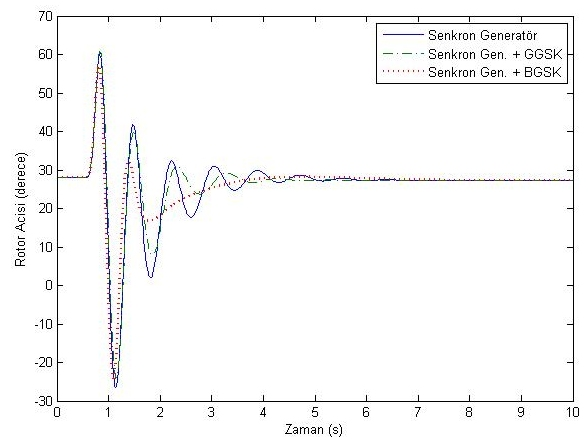 70
60
50
40
30
20
10
0
-10
-20
-30
Rotor Acisi (derece)
Senkron Generatör
Senkron Gen. + GGSK
Senkron Gen. + BGSK
0 1 2 3 4 5 6 7 8 9 10
Zaman (s)